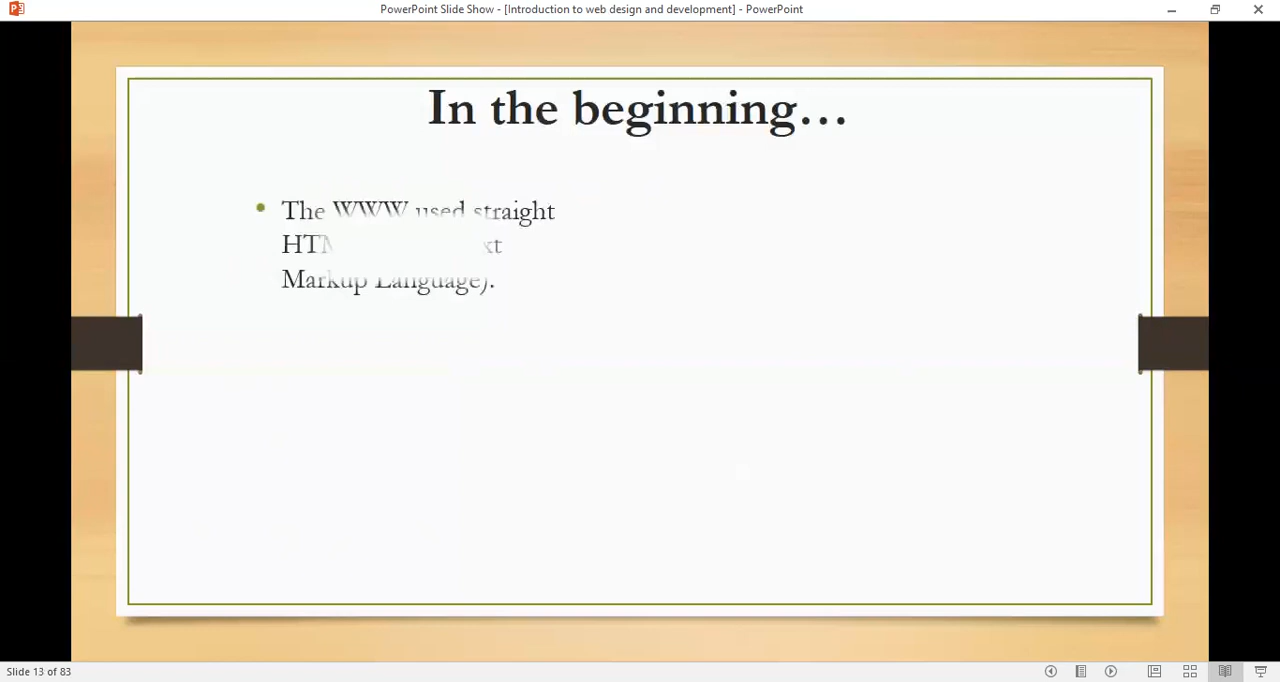 PowerPoint Slide Show - [Introduction to web design and development] - PowerPoint
In the beginning...
• The WWW used straight
Markup Language).
Slide 13 of 83